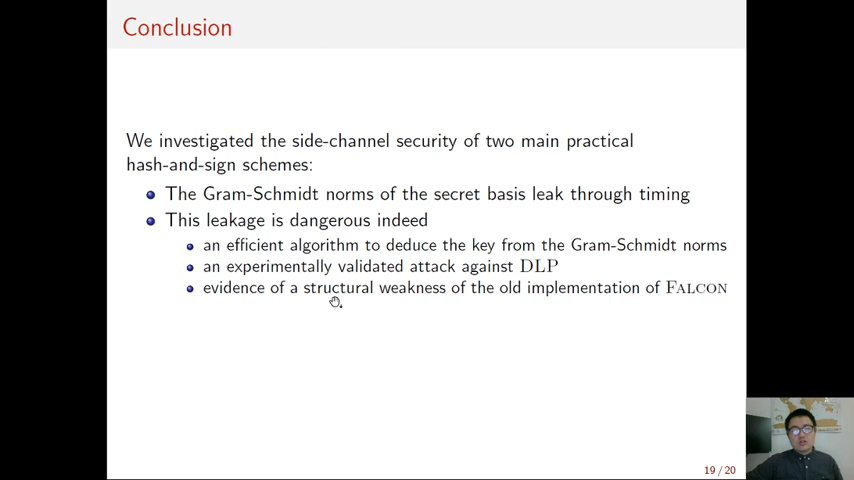 Conclusion
We investigated the side-channel security of two main practical
hash-and-sign schemes:
The Gram-Schmidt norms of the secret basis leak through timing
This leakage is dangerous indeed
an efficient algorithm to deduce the key from the Gram-Schmidt norms
an experimentally validated attack against DLP
evidence of a structural weakness of the old implementation of FALCON
19 / 20